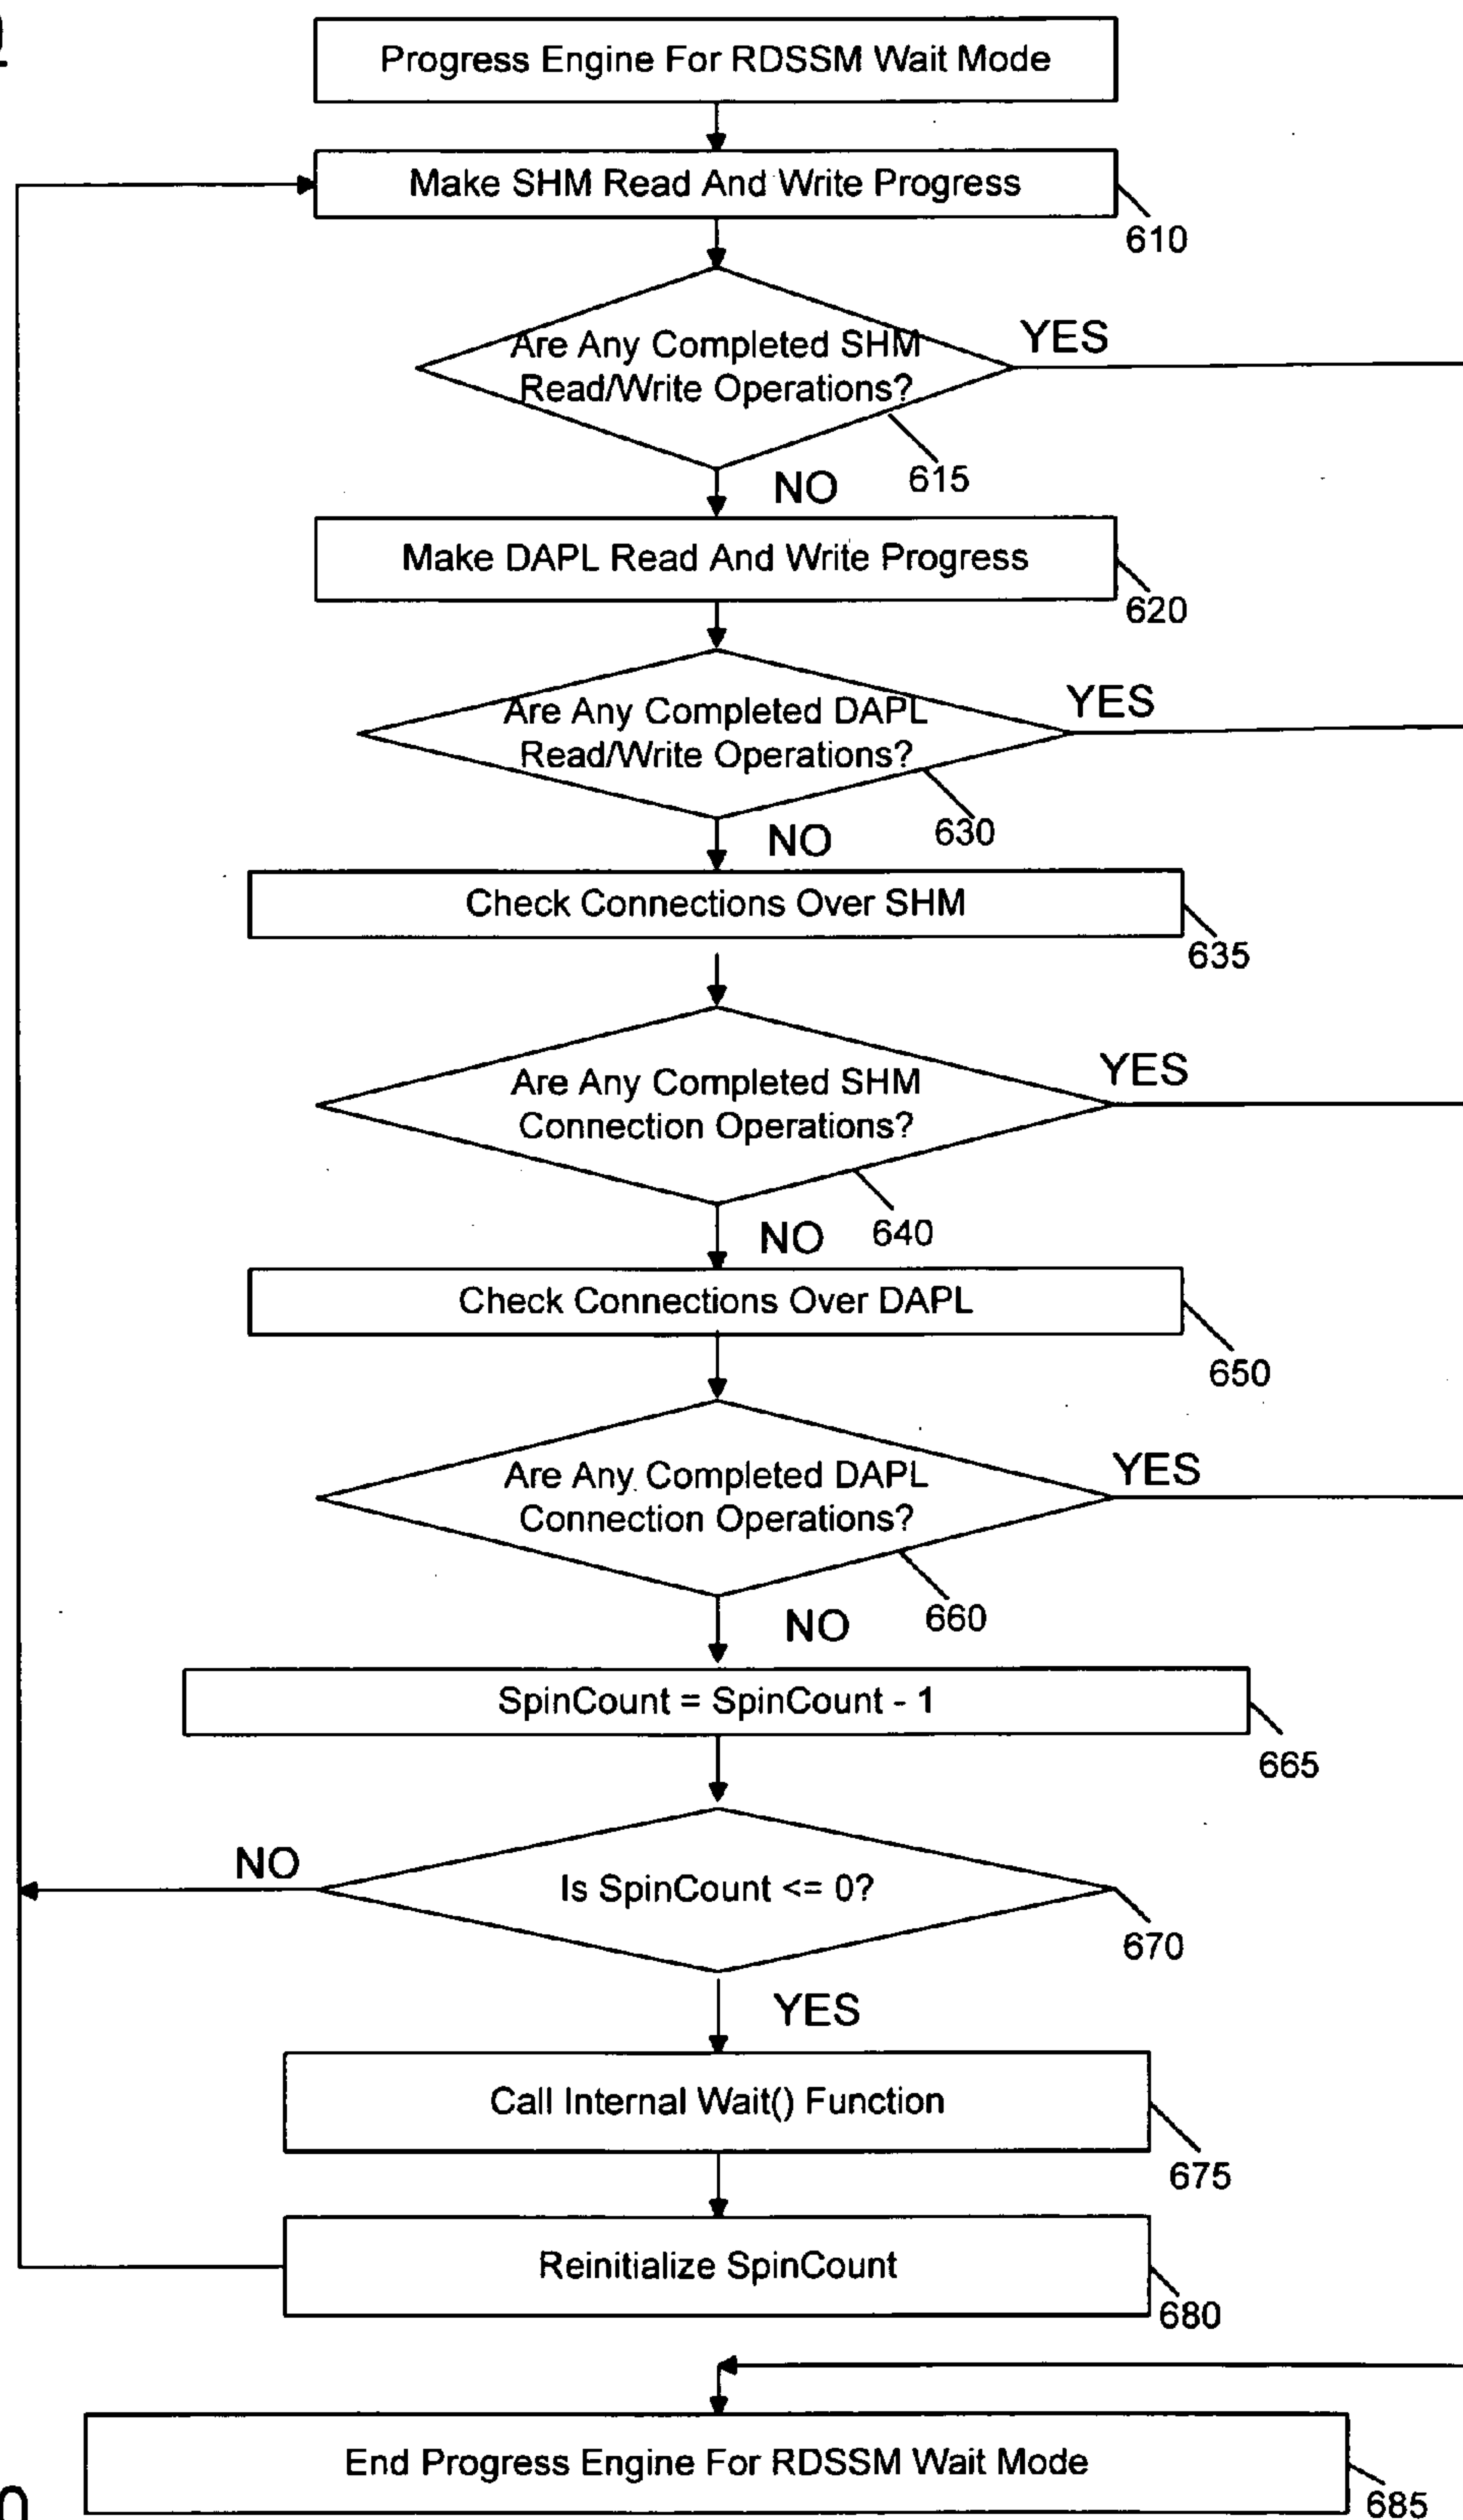 Progress Engine For RDSSM Wait Mode
Make SHM Read And Write Progress
610
Are Any Completed SHM
YES
Read/Write Operations?
615
NO
Make DAPL Read And Write Progress
620
Are Any Completed DAPL
YES
Read/Write Operations?
630
NO
Check Connections Over SHM
635
Are Any Completed SHM
YES
Connection Operations?
640
NO
Check Connections Over DAPL
650
Are Any Completed DAPL
YES
Connection Operations?
660
NO
SpinCount = SpinCount - 1
665
NO
Is SpinCount <= 0?
670
YES
Call Internal Wait() Function
675
Reinitialize SpinCount
680
End Progress Engine For RDSSM Wait Mode
685